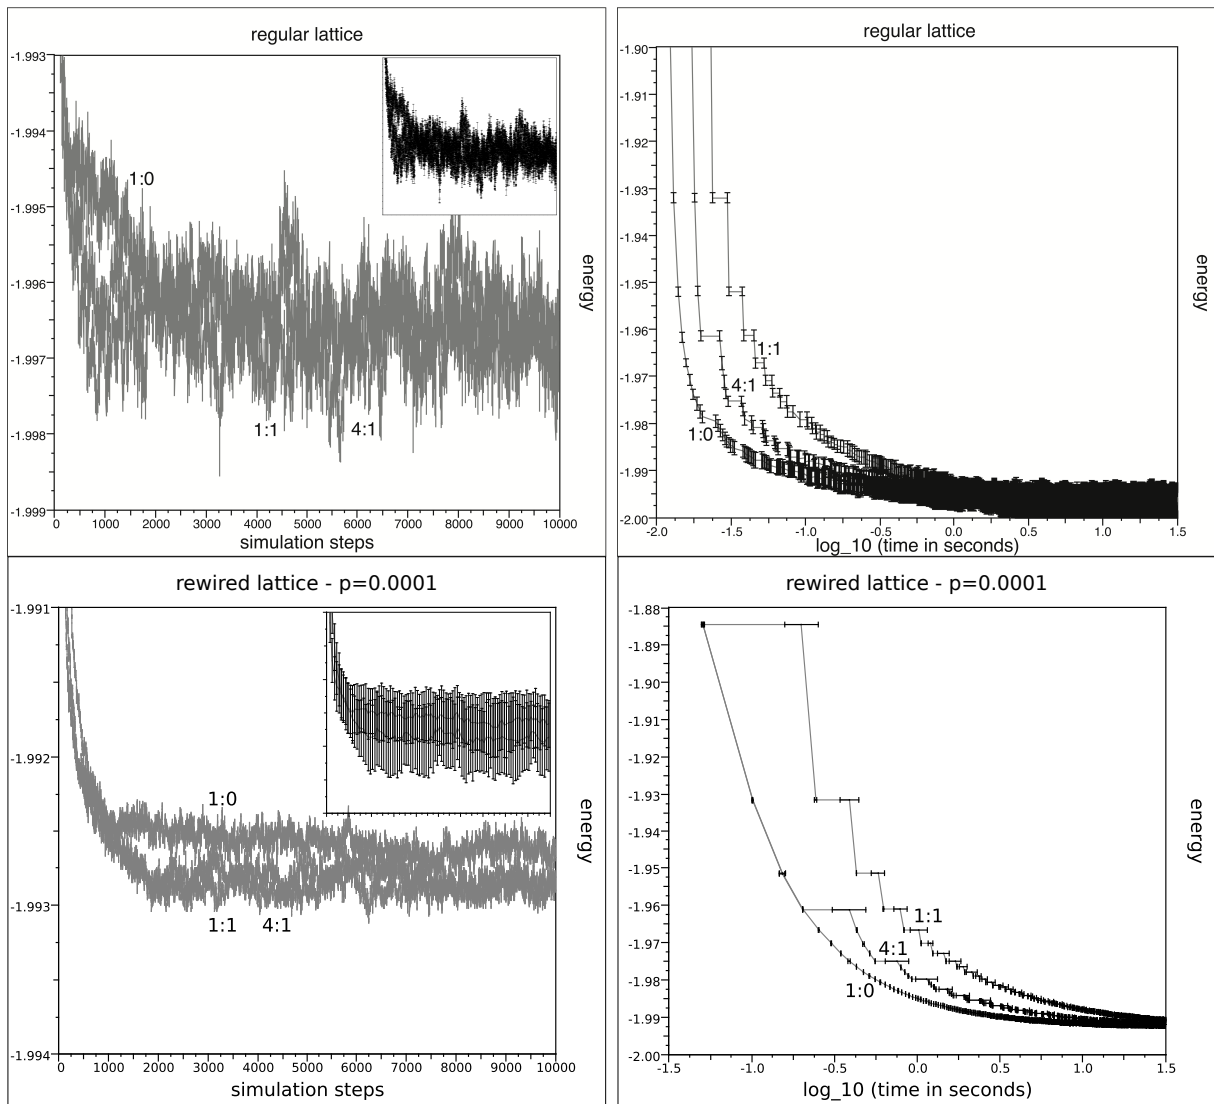 regular lattice
-1.993
-1.994
-1.995
-1.996
-1.997
-1.998
-1.999
1:0
1:1
4:1
energy
0 1000 2000 3000 4000 5000 6000 7000 8000 9000 10000
simulation steps
regular lattice
-1.90
-1.91
-1.92
-1.93
-1.94
-1.95
-1.96
-1.97
-1.98
-1.99
-2.00
1:1
4:1
1:0
energy
-2.0 -1.5 -1.0 -0.5 0.0 0.5 1.0 1.5
log_10 (time in seconds)
rewired lattice - p=0.0001
-1.991
-1.992
-1.993
-1.994
1:0
1:1
4:1
energy
0 1000 2000 3000 4000 5000 6000 7000 8000 9000 10000
simulation steps
rewired lattice - p=0.0001
-1.88
-1.89
-1.90
-1.91
-1.92
-1.93
-1.94
-1.95
-1.96
-1.97
-1.98
-1.99
-2.00
1:1
4:1
1:0
energy
-1.5 -1.0 -0.5 0.0 0.5 1.0 1.5
log_10 (time in seconds)